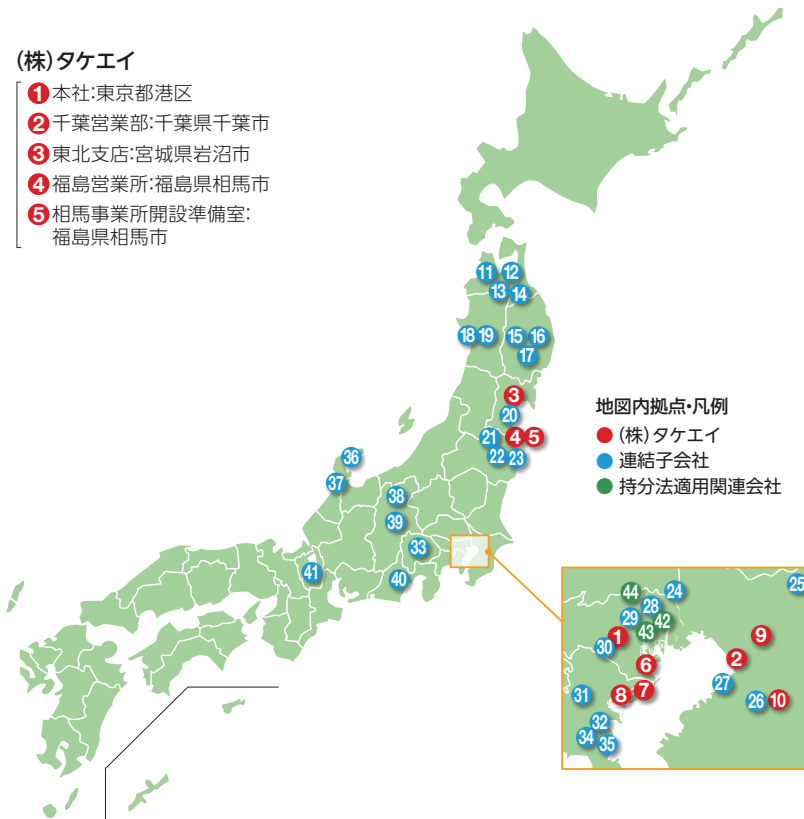 (株)タケエイ
1 本社:東京都港区
2 千葉営業部:千葉県千葉市
3 東北支店:宮城県岩沼市
4 福島営業所:福島県相馬市
5 相馬事業所開設準備室:
福島県相馬市
11 12
13 14
18 19 15 16
17
3
20
21 4 5
22 23
地図内拠点・凡例
(株)タケエイ
連結子会社
持分法適用関連会社
36
37
38
39
33
41
40
44 24 25
28
29 42
43
1 9
30
6 2
27
31 8 7 26 10
32
34 35